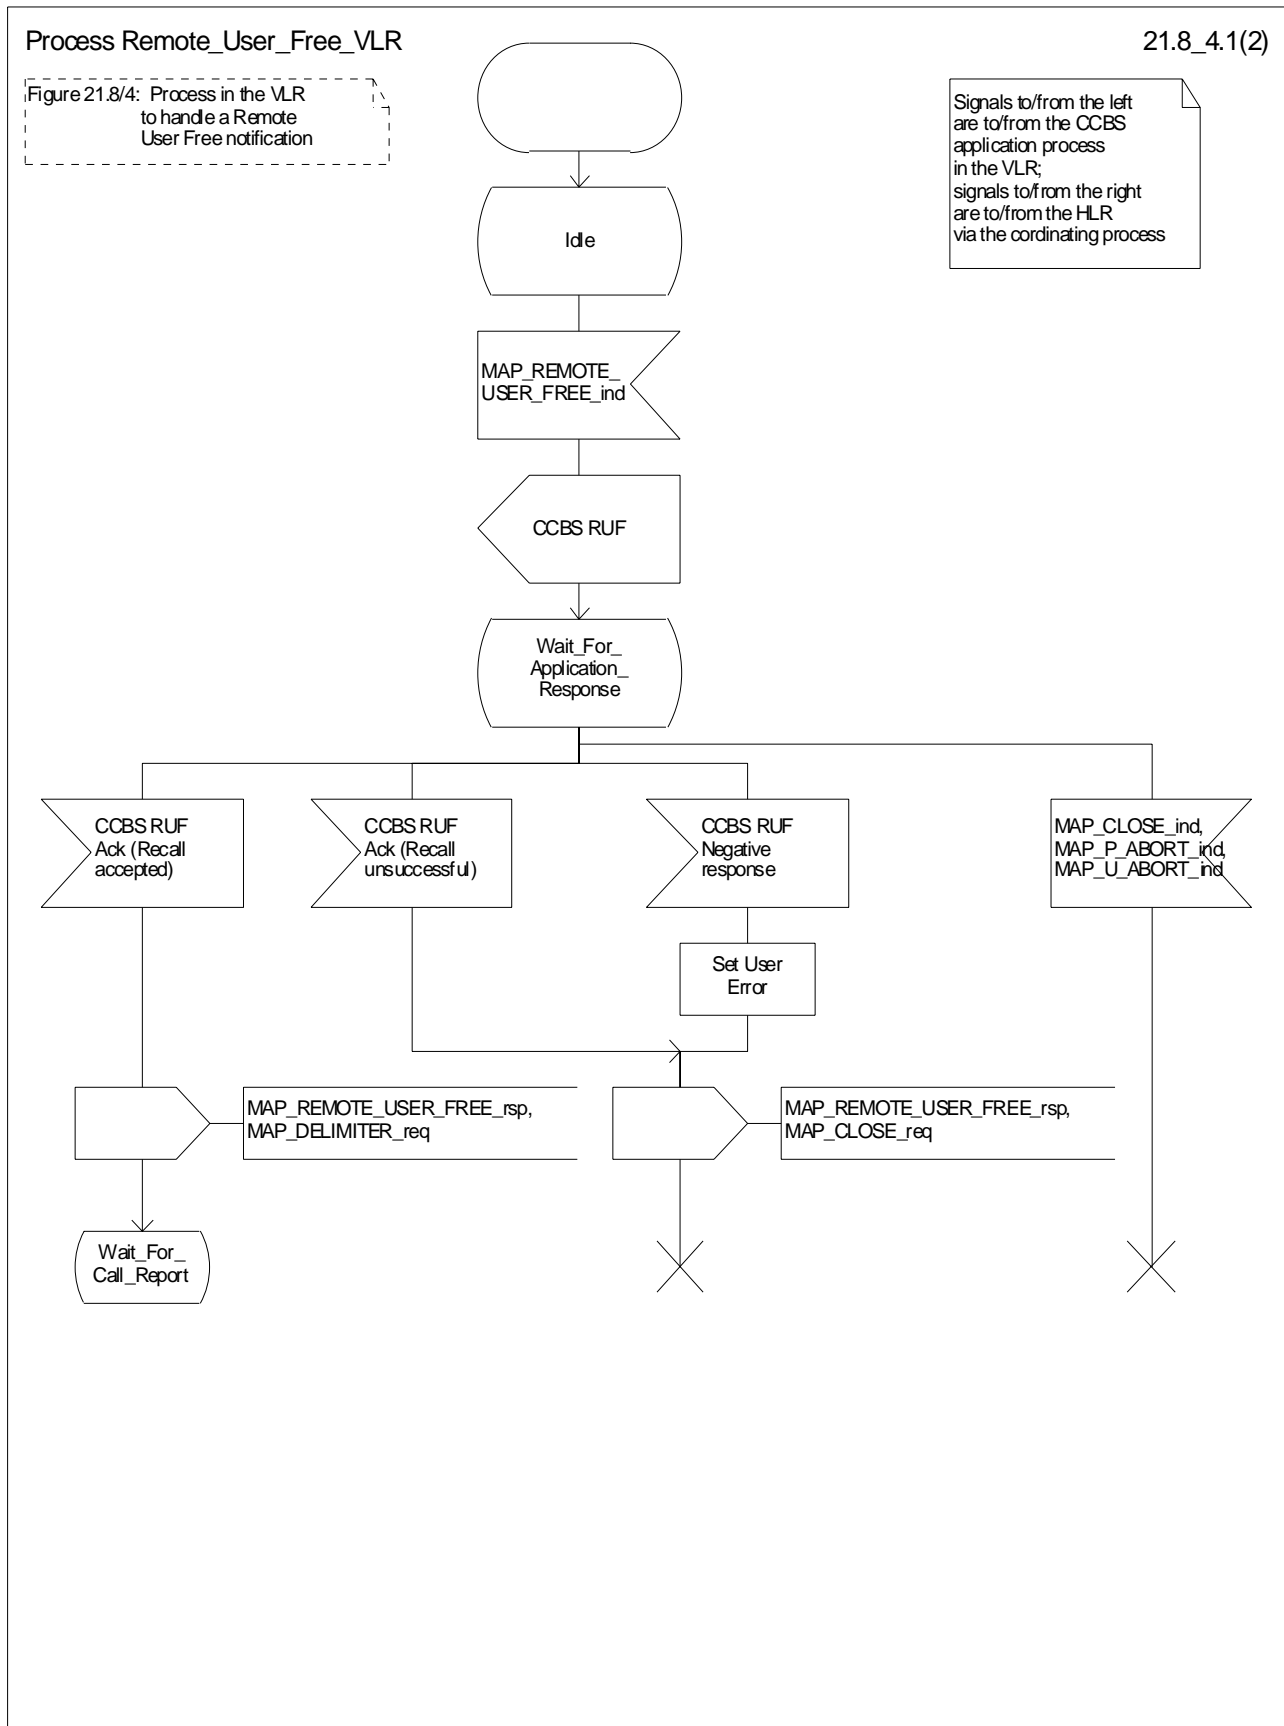 Process Remote_User_Free_VLR
21.8_4.1(2)
Figure 21.8/4: Process in the VLR
to handle a Remote
User Free notification
Signals to/from the left
are to/from the CCBS
application process
in the VLR;
signals to/from the right
are to/from the HLR
via the cordinating process
Idle
MAP_REMOTE_
USER_FREE_ind
CCBS RUF
Wait_For_
Application_
Response
CCBS RUF
Ack (Recall
accepted)
CCBS RUF
Ack (Recall
unsuccessful)
CCBS RUF
Negative
response
MAP_CLOSE_ind,
MAP_P_ABORT_ind,
MAP_U_ABORT_ind
Set User
Error
MAP_REMOTE_USER_FREE_rsp,
MAP_DELIMITER_req
MAP_REMOTE_USER_FREE_rsp,
MAP_CLOSE_req
Wait_For_
Call_Report